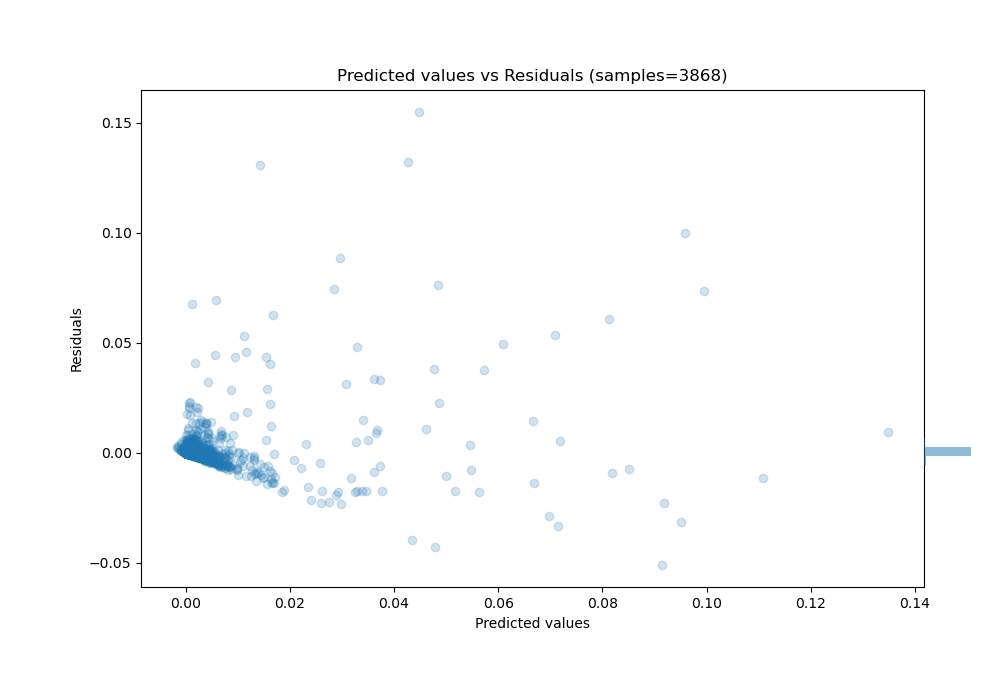 Predicted values vs Residuals (samples=3868)
0.15
0.10
0.05
0.00
−0.05
Residuals
0.00 0.02 0.04 0.06 0.08 0.10 0.12 0.14
Predicted values